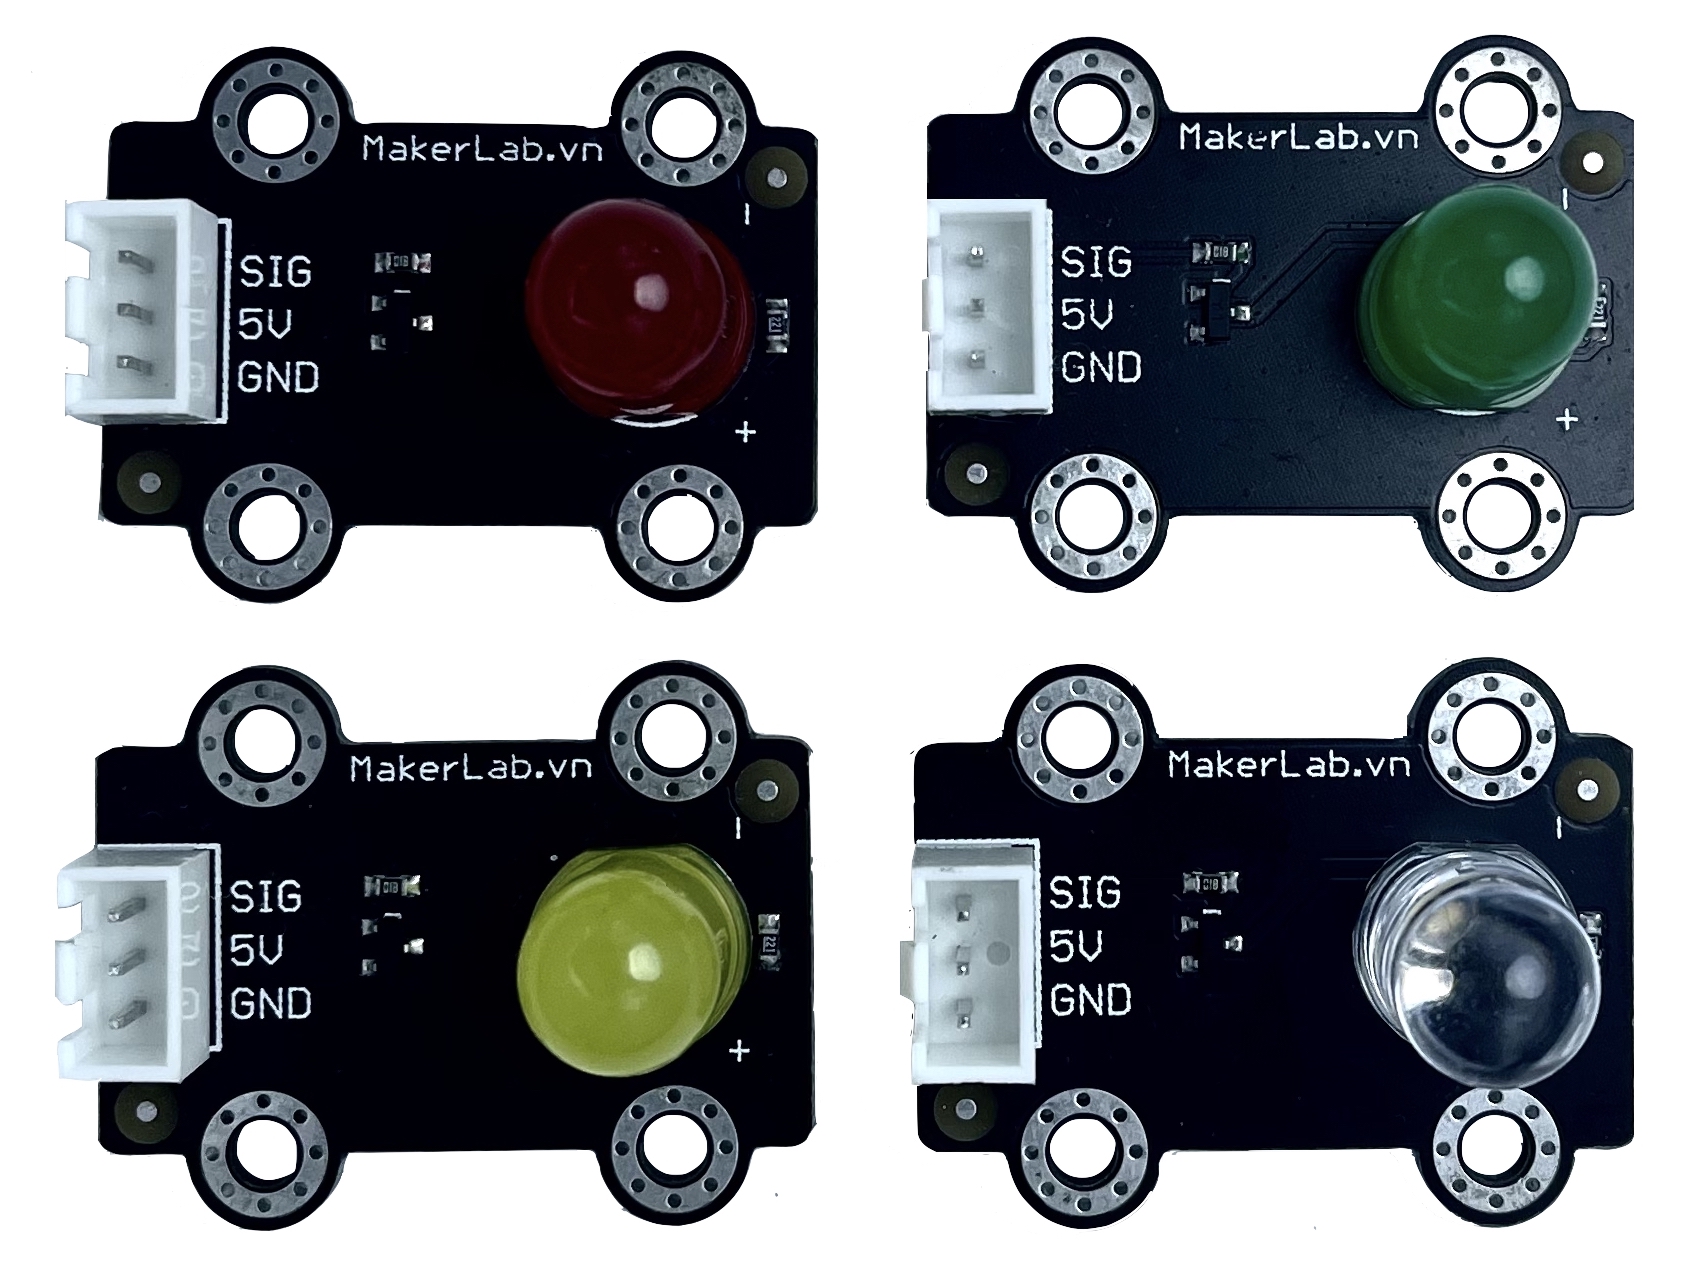 MakerLab.vn
SIG
5V
GND
-
+
MakerLab.vn
SIG
5V
GND
-
+
MakerLab.vn
SIG
5V
GND
-
+
MakerLab.vn
SIG
5V
GND
-